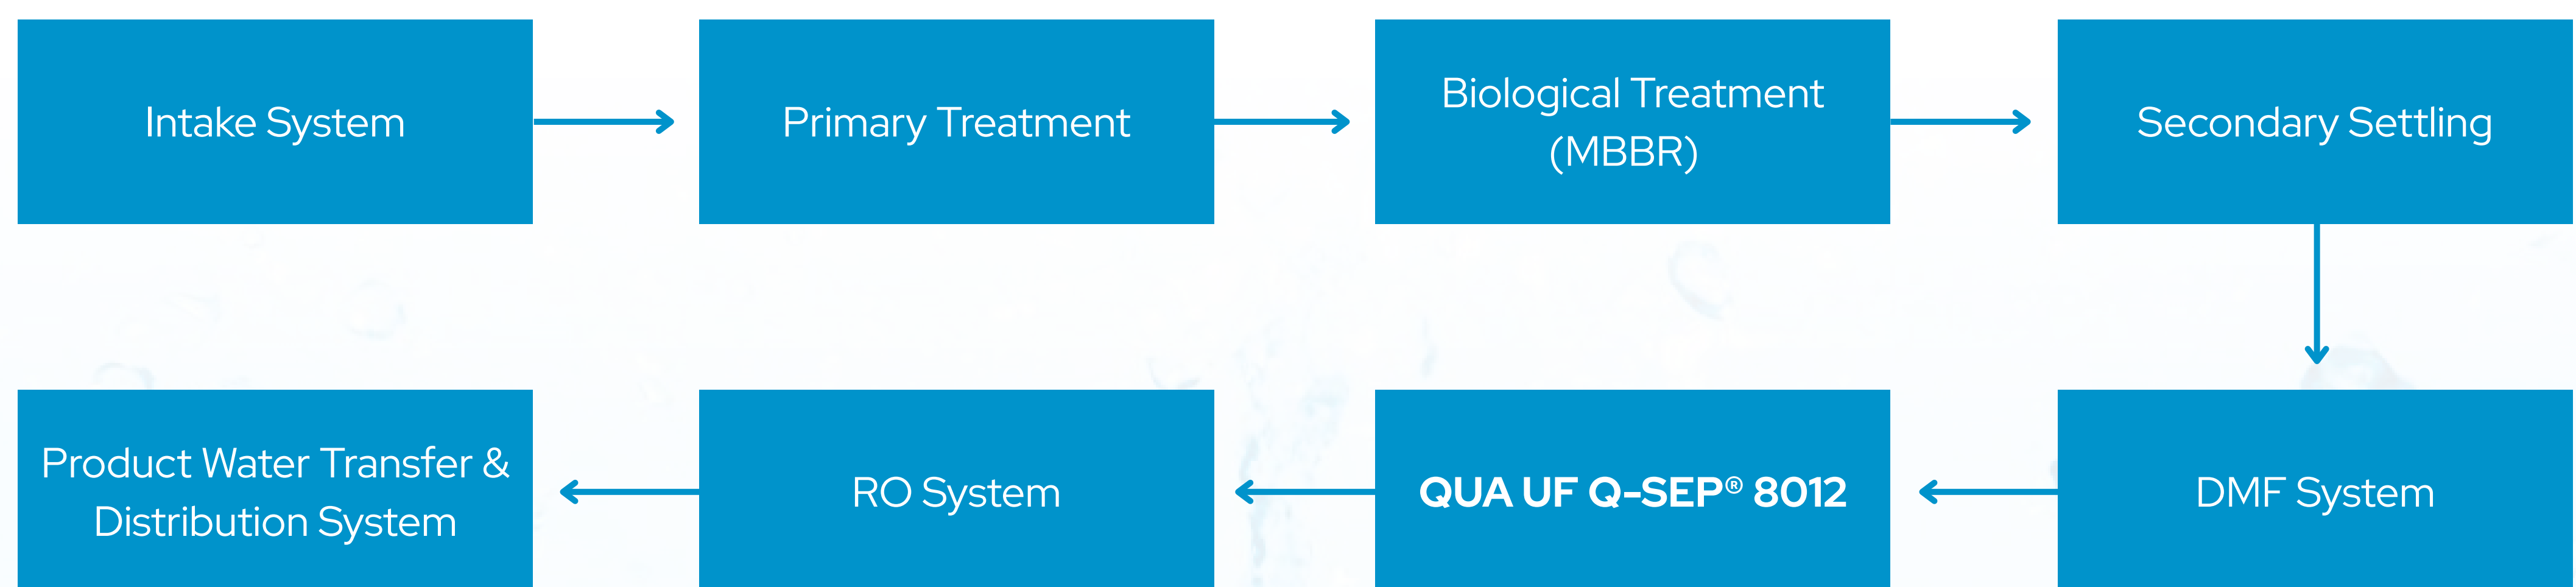 Intake System
Primary Treatment
Biological Treatment
(MBBR)
Secondary Settling
Product Water Transfer &
Distribution System
RO System
QUA UF Q-SEP® 8012
DMF System